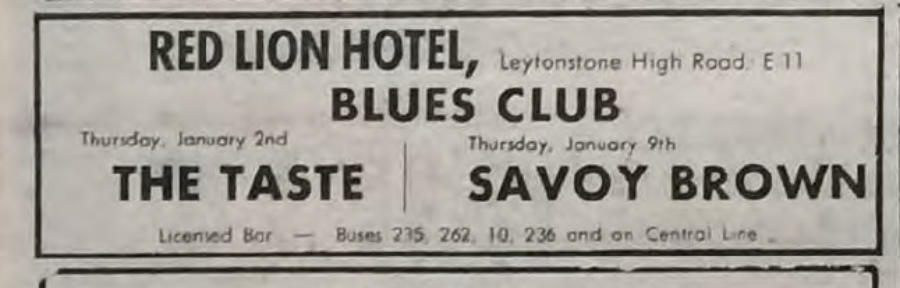 RED LION HOTEL, Leytonstone High Road, E 11
BLUES CLUB
Thursday, January 2nd
THE TASTE
Thursday, January 9th
SAVOY BROWN
Licensed Bar — Buses 235, 262, 10, 236 and on Central Line